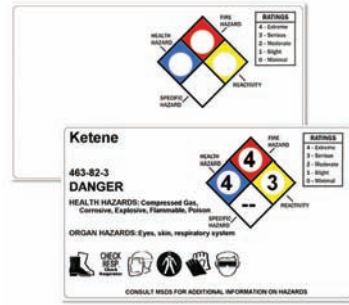 FIRE
HAZARD
HEALTH
HAZARD
REACTIVITY
SPECIFIC
HAZARD
RATINGS
4 - Extreme
3 - Serious
2 - Moderate
1 - Slight
0 - Minimal
Ketene
463-82-3
DANGER
HEALTH HAZARDS: Compressed Gas,
Corrosive, Explosive, Flammable, Poison
ORGAN HAZARDS: Eyes, skin, respiratory system
FIRE
HAZARD
HEALTH
HAZARD
4
4
3
--
REACTIVITY
SPECIFIC
HAZARD
RATINGS
4 - Extreme
3 - Serious
2 - Moderate
1 - Slight
0 - Minimal
CHECK
RESP
Check
Respirator
CONSULT MSDS FOR ADDITIONAL INFORMATION ON HAZARDS